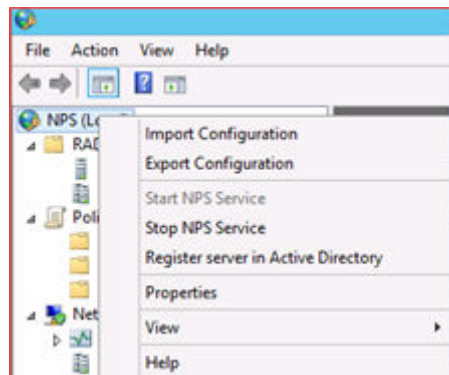 File Action View Help
NPS (L
Import Configuration
RAD
Export Configuration
Start NPS Service
Poli
Stop NPS Service
Register server in Active Directory
Properties
Net
View
Help